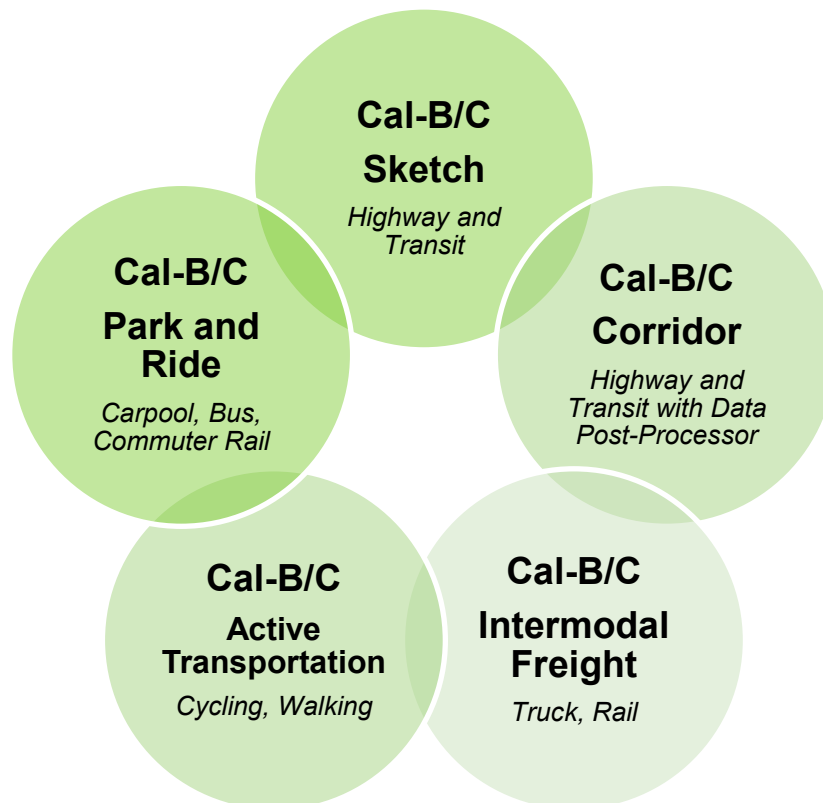 Cal-B/C
Sketch
Highway and
Transit
Cal-B/C
Corridor
Highway and
Transit with Data
Post-Processor
Cal-B/C
Intermodal
Freight
Truck, Rail
Cal-B/C
Active
Transportation
Cycling, Walking
Cal-B/C
Park and
Ride
Carpool, Bus,
Commuter Rail